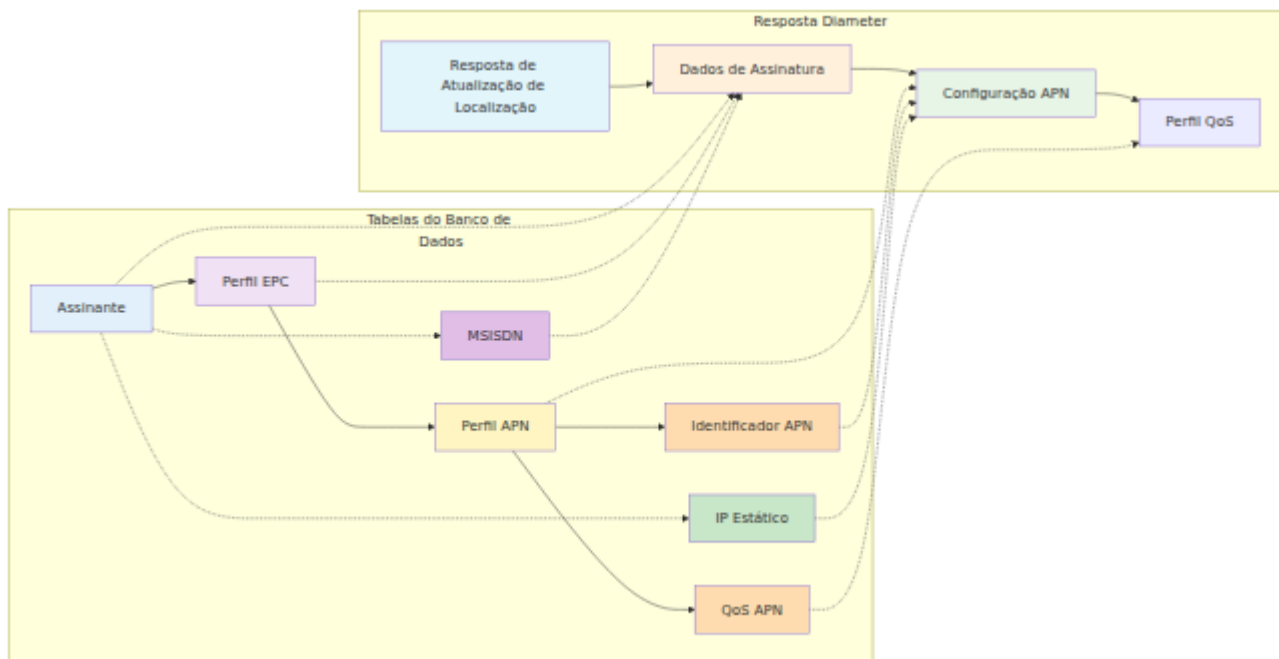 Resposta Diameter
Resposta de
Atualização de
Localização
Dados de Assinatura
Configuração APN
Perfil QoS
Tabelas do Banco de
Dados
Assinante
Perfil EPC
MSISDN
Perfil APN
Identificador APN
IP Estático
QoS APN